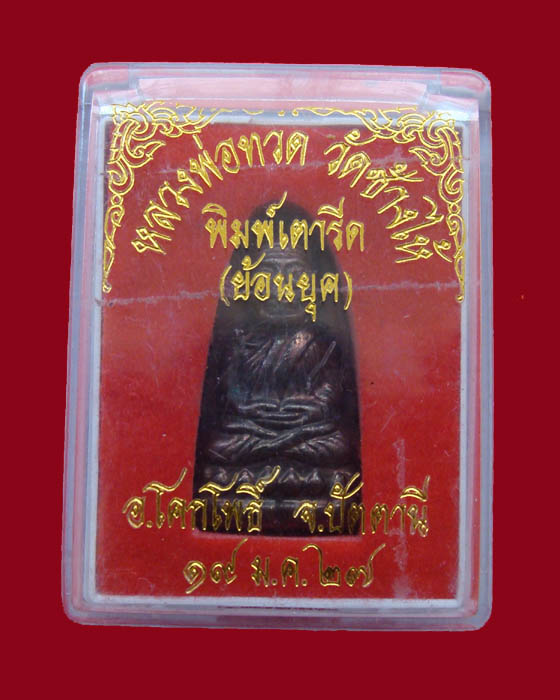 หลวงพ่อทวด วัดช้างไห้
พิมพ์เตารีด
(ย้อนยุค)
อ.โคกโพธิ์ จ.ปัตตานี
๑๙ ม.ค.๒๗